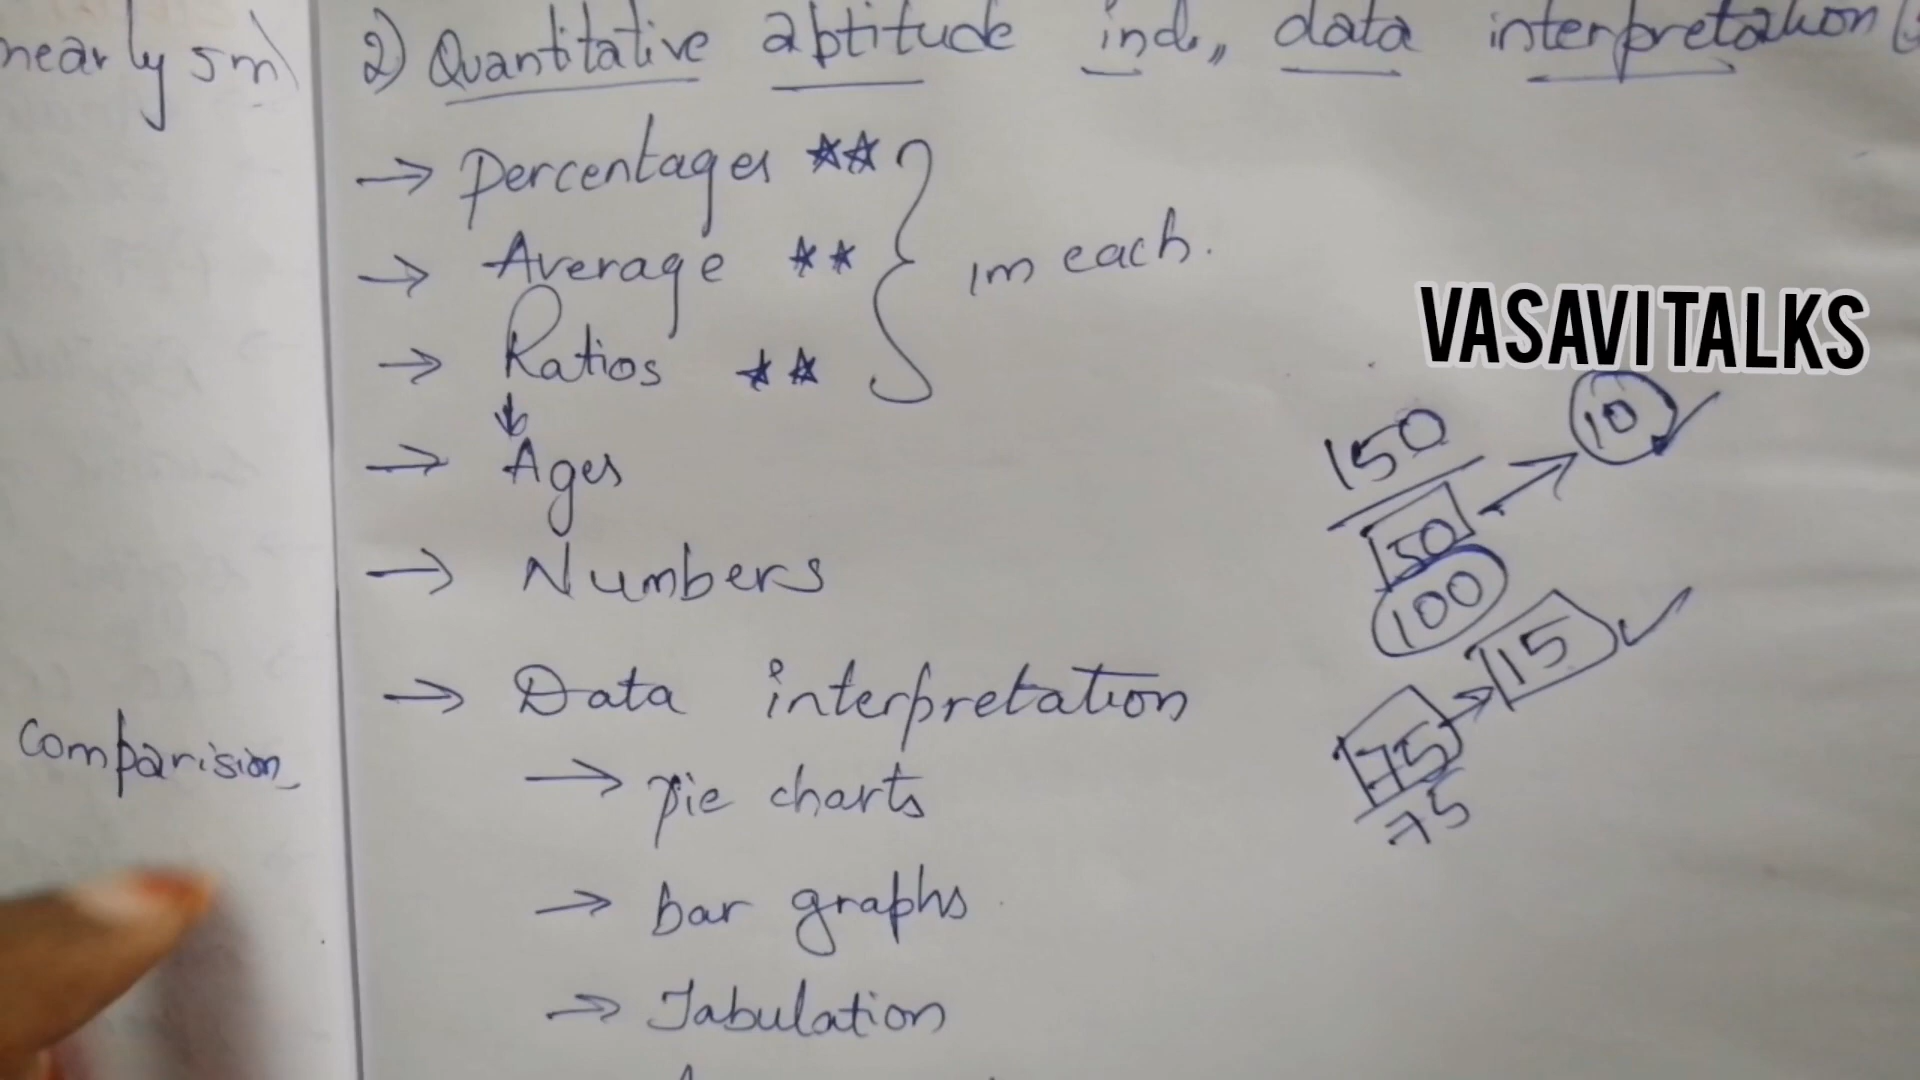 nearly 5m)
2) Quantitative aptitude ind, data interpretation
→ Percentages ★★
→ Average ★★
→ Ratios ★★
1m each.
→ Ages
→ Numbers
→ Data interpretation
→ pie charts
→ bar graphs
→ Tabulation
comparision
VASAVI TALKS
150
50
100
10
75
75
15